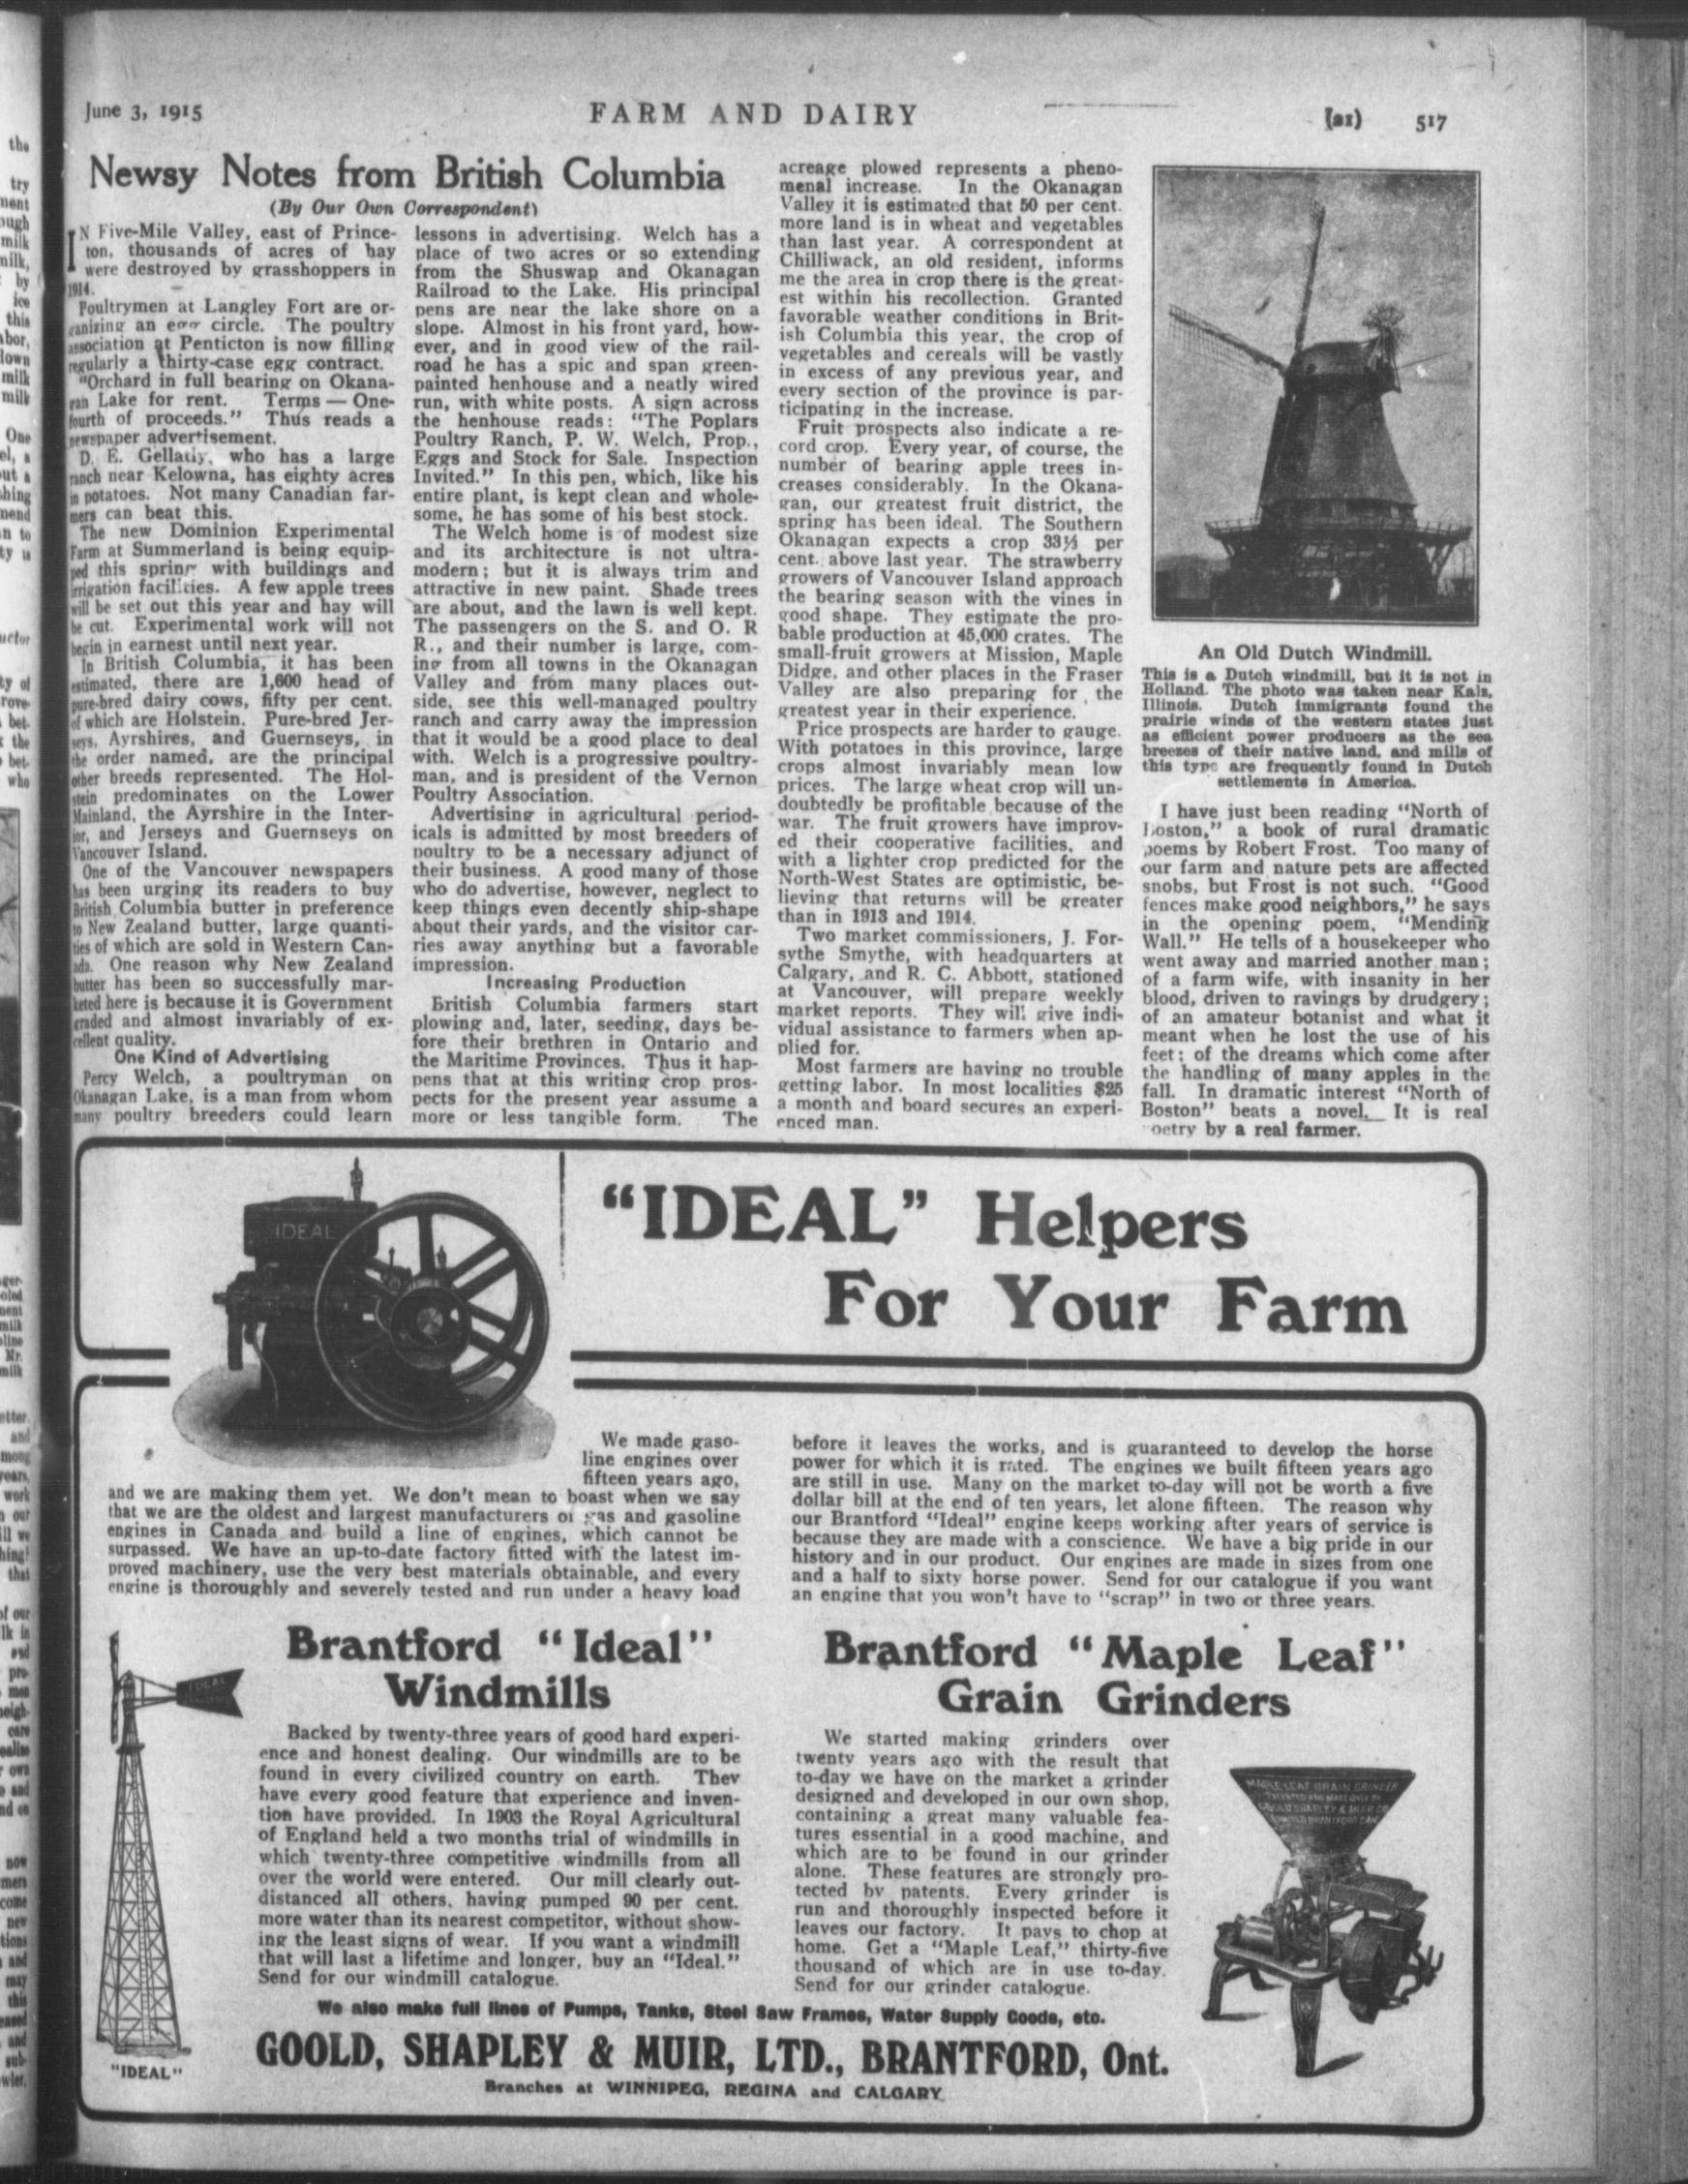 June 3, 1915
FARM AND DAIRY
(21) 517
Newsy Notes from British Columbia
(By Our Own Correspondent)
IN Five-Mile Valley, east of Prince-
ton, thousands of acres of hay
were destroyed by grasshoppers in
1914.
Poultrymen at Langley Fort are or-
ganizing an egg circle. The poultry
association at Penticton is now filling
regularly a thirty-case egg contract.
"Orchard in full bearing on Okana-
gan Lake for rent. Terms — One-
fourth of proceeds." Thus reads a
newspaper advertisement.
D. E. Gellatly, who has a large
ranch near Kelowna, has eighty acres
in potatoes. Not many Canadian far-
mers can beat this.
The new Dominion Experimental
Farm at Summerland is being equip-
ped this spring with buildings and
irrigation facilities. A few apple trees
will be set out this year and hay will
be cut. Experimental work will not
begin in earnest until next year.
In British Columbia, it has been
estimated, there are 1,600 head of
pure-bred dairy cows, fifty per cent.
of which are Holstein. Pure-bred Jer-
seys, Ayrshires, and Guernseys, in
the order named, are the principal
other breeds represented. The Hol-
stein predominates on the Lower
Mainland, the Ayrshire in the Inter-
ior, and Jerseys and Guernseys on
Vancouver Island.
One of the Vancouver newspapers
has been urging its readers to buy
British Columbia butter in preference
to New Zealand butter, large quanti-
ties of which are sold in Western Can-
ada. One reason why New Zealand
butter has been so successfully mar-
keted here is because it is Government
graded and almost invariably of ex-
cellent quality.
One Kind of Advertising
Percy Welch, a poultryman on
Okanagan Lake, is a man from whom
many poultry breeders could learn
lessons in advertising. Welch has a
place of two acres or so extending
from the Shuswap and Okanagan
Railroad to the Lake. His principal
pens are near the lake shore on a
slope. Almost in his front yard, how-
ever, and in good view of the rail-
road he has a spic and span green-
painted henhouse and a neatly wired
run, with white posts. A sign across
the henhouse reads: "The Poplars
Poultry Ranch, P. W. Welch, Prop.,
Eggs and Stock for Sale. Inspection
Invited." In this pen, which, like his
entire plant, is kept clean and whole-
some, he has some of his best stock.
The Welch home is of modest size
and its architecture is not ultra-
modern; but it is always trim and
attractive in new paint. Shade trees
are about, and the lawn is well kept.
The passengers on the S. and O. R
R., and their number is large, com-
ing from all towns in the Okanagan
Valley and from many places out-
side, see this well-managed poultry
ranch and carry away the impression
that it would be a good place to deal
with. Welch is a progressive poultry-
man, and is president of the Vernon
Poultry Association.
Advertising in agricultural period-
icals is admitted by most breeders of
poultry to be a necessary adjunct of
their business. A good many of those
who do advertise, however, neglect to
keep things even decently ship-shape
about their yards, and the visitor car-
ries away anything but a favorable
impression.
Increasing Production
British Columbia farmers start
plowing and, later, seeding, days be-
fore their brethren in Ontario and
the Maritime Provinces. Thus it hap-
pens that at this writing crop pros-
pects for the present year assume a
more or less tangible form. The
acreage plowed represents a pheno-
menal increase. In the Okanagan
Valley it is estimated that 50 per cent.
more land is in wheat and vegetables
than last year. A correspondent at
Chilliwack, an old resident, informs
me the area in crop there is the great-
est within his recollection. Granted
favorable weather conditions in Brit-
ish Columbia this year, the crop of
vegetables and cereals will be vastly
in excess of any previous year, and
every section of the province is par-
ticipating in the increase.
Fruit prospects also indicate a re-
cord crop. Every year, of course, the
number of bearing apple trees in-
creases considerably. In the Okana-
gan, our greatest fruit district, the
spring has been ideal. The Southern
Okanagan expects a crop 33⅓ per
cent. above last year. The strawberry
growers of Vancouver Island approach
the bearing season with the vines in
good shape. They estimate the pro-
bable production at 45,000 crates. The
small-fruit growers at Mission, Maple
Didge, and other places in the Fraser
Valley are also preparing for the
greatest year in their experience.
Price prospects are harder to gauge.
With potatoes in this province, large
crops almost invariably mean low
prices. The large wheat crop will un-
doubtedly be profitable because of the
war. The fruit growers have improv-
ed their cooperative facilities, and
with a lighter crop predicted for the
North-West States are optimistic, be-
lieving that returns will be greater
than in 1913 and 1914.
Two market commissioners, J. For-
sythe Smythe, with headquarters at
Calgary, and R. C. Abbott, stationed
at Vancouver, will prepare weekly
market reports. They will give indi-
vidual assistance to farmers when ap-
plied for.
Most farmers are having no trouble
getting labor. In most localities $25
a month and board secures an experi-
enced man.
An Old Dutch Windmill.
This is a Dutch windmill, but it is not in
Holland. The photo was taken near Kalz,
Illinois. Dutch immigrants found the
prairie winds of the western states just
as efficient power producers as the sea
breezes of their native land, and mills of
this type are frequently found in Dutch
settlements in America.
I have just been reading "North of
Boston," a book of rural dramatic
poems by Robert Frost. Too many of
our farm and nature pets are affected
snobs, but Frost is not such. "Good
fences make good neighbors," he says
in the opening poem, "Mending
Wall." He tells of a housekeeper who
went away and married another man;
of a farm wife, with insanity in her
blood, driven to ravings by drudgery;
of an amateur botanist and what it
meant when he lost the use of his
feet; of the dreams which come after
the handling of many apples in the
fall. In dramatic interest "North of
Boston" beats a novel. It is real
poetry by a real farmer.
IDEAL
"IDEAL" Helpers
For Your Farm
We made gaso-
line engines over
fifteen years ago,
and we are making them yet. We don't mean to boast when we say
that we are the oldest and largest manufacturers of gas and gasoline
engines in Canada and build a line of engines, which cannot be
surpassed. We have an up-to-date factory fitted with the latest im-
proved machinery, use the very best materials obtainable, and every
engine is thoroughly and severely tested and run under a heavy load
before it leaves the works, and is guaranteed to develop the horse
power for which it is rated. The engines we built fifteen years ago
are still in use. Many on the market to-day will not be worth a five
dollar bill at the end of ten years, let alone fifteen. The reason why
our Brantford "Ideal" engine keeps working after years of service is
because they are made with a conscience. We have a big pride in our
history and in our product. Our engines are made in sizes from one
and a half to sixty horse power. Send for our catalogue if you want
an engine that you won't have to "scrap" in two or three years.
Brantford "Ideal"
Windmills
Backed by twenty-three years of good hard experi-
ence and honest dealing. Our windmills are to be
found in every civilized country on earth. They
have every good feature that experience and inven-
tion have provided. In 1903 the Royal Agricultural
of England held a two months trial of windmills in
which twenty-three competitive windmills from all
over the world were entered. Our mill clearly out-
distanced all others, having pumped 90 per cent.
more water than its nearest competitor, without show-
ing the least signs of wear. If you want a windmill
that will last a lifetime and longer, buy an "Ideal."
Send for our windmill catalogue.
"IDEAL"
Brantford "Maple Leaf"
Grain Grinders
We started making grinders over
twenty years ago with the result that
to-day we have on the market a grinder
designed and developed in our own shop,
containing a great many valuable fea-
tures essential in a good machine, and
which are to be found in our grinder
alone. These features are strongly pro-
tected by patents. Every grinder is
run and thoroughly inspected before it
leaves our factory. It pays to chop at
home. Get a "Maple Leaf," thirty-five
thousand of which are in use to-day.
Send for our grinder catalogue.
MAPLE LEAF GRAIN GRINDER
PATENTED AND MADE ONLY BY
GOOLD SHAPLEY & MUIR CO
LIMITED BRANTFORD CAN
We also make full lines of Pumps, Tanks, Steel Saw Frames, Water Supply Goods, etc.
GOOLD, SHAPLEY & MUIR, LTD., BRANTFORD, Ont.
Branches at WINNIPEG, REGINA and CALGARY